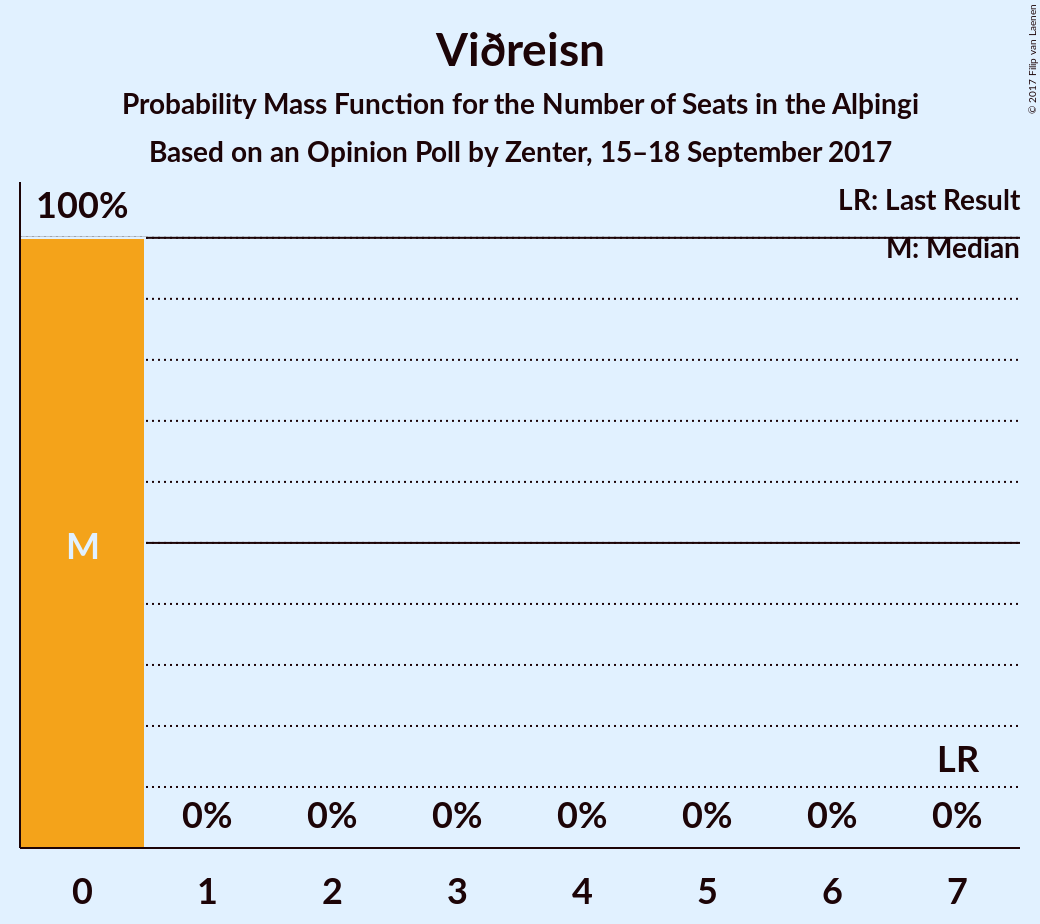 Viðreisn
Probability Mass Function for the Number of Seats in the Alþingi
Based on an Opinion Poll by Zenter, 15–18 September 2017
© 2017 Filip van Laenen
100%
LR: Last Result
M: Median
M
LR
0% 0% 0% 0% 0% 0% 0%
0 1 2 3 4 5 6 7